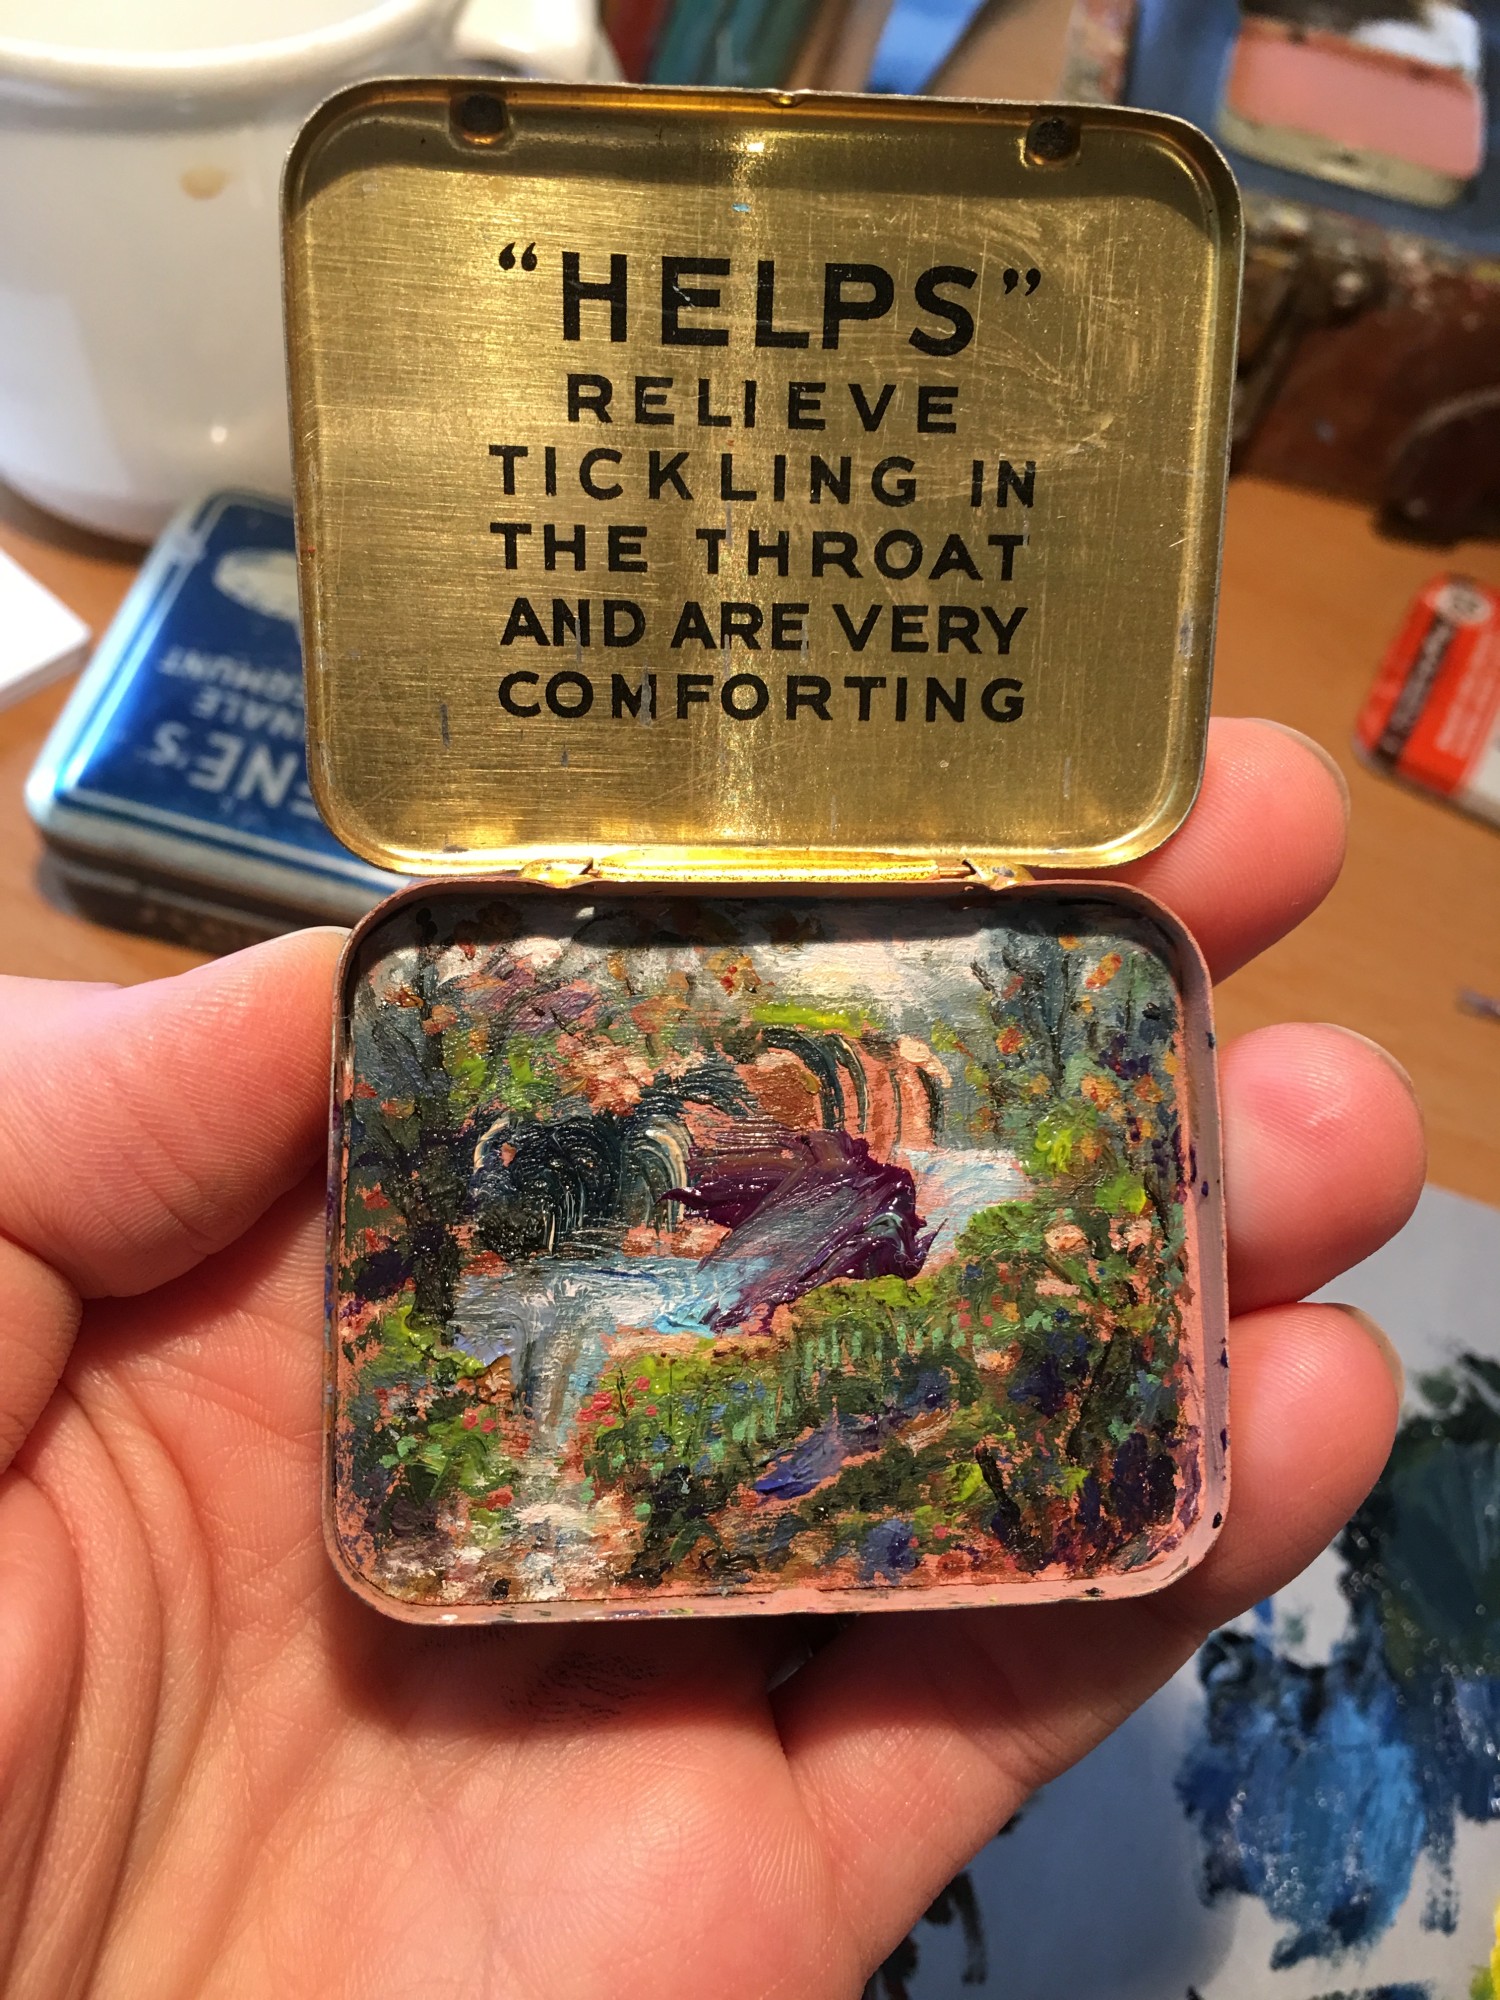 “HELPS”
RELIEVE
TICKLING IN
THE THROAT
AND ARE VERY
COMFORTING